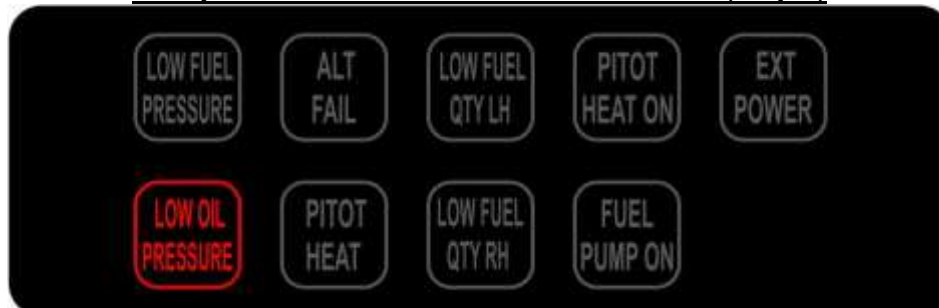 LOW FUEL
PRESSURE
ALT
FAIL
LOW FUEL
QTY LH
PITOT
HEAT ON
EXT
POWER
LOW OIL
PRESSURE
PITOT
HEAT
LOW FUEL
QTY RH
FUEL
PUMP ON